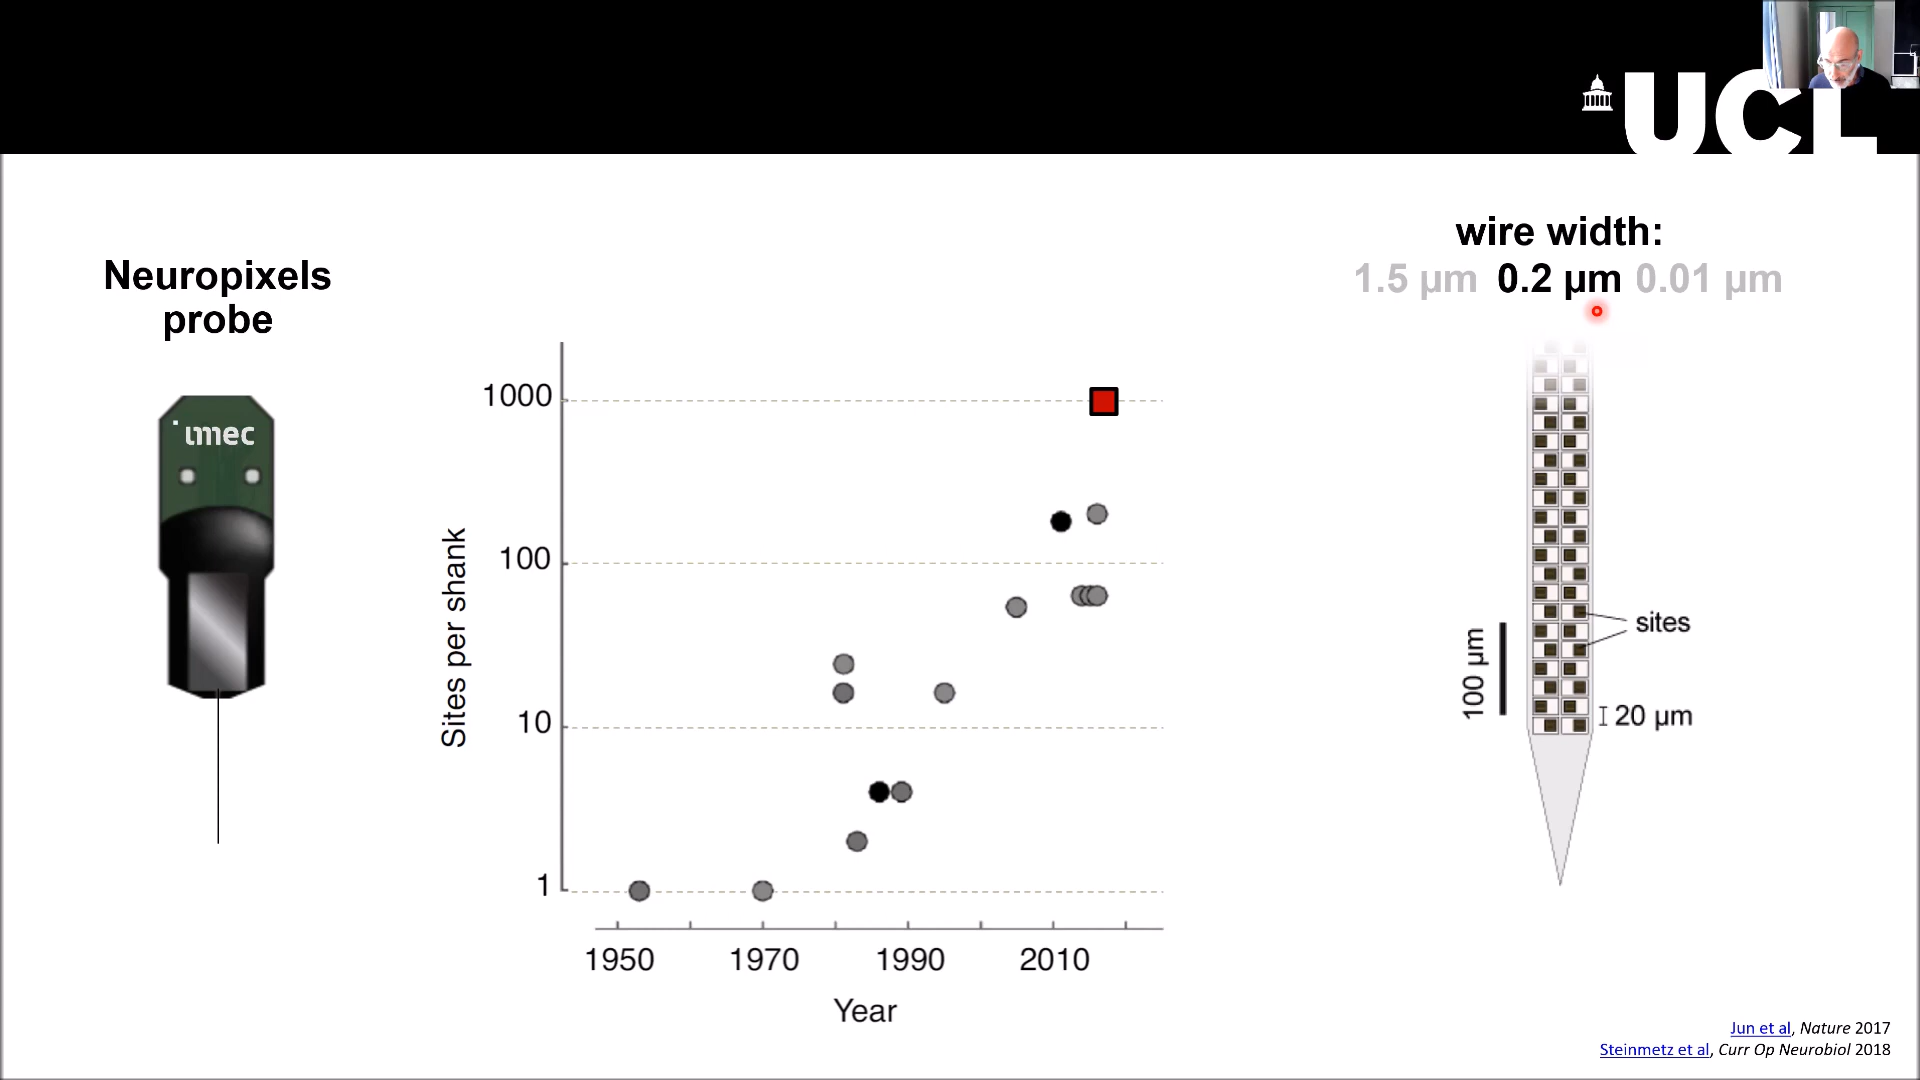 UCL
Neuropixels
probe
imec
1000
100
10
1
Sites per shank
1950 1970 1990 2010
Year
wire width:
1.5 µm 0.2 µm 0.01 µm
sites
100 µm
20 µm
Jun et al, Nature 2017
Steinmetz et al, Curr Op Neurobiol 2018